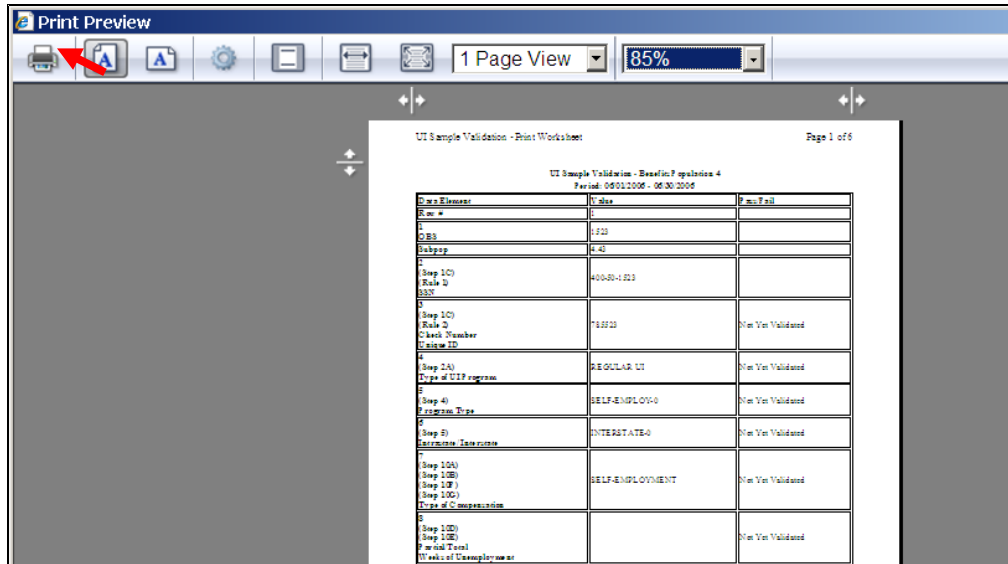 Print Preview
A A 1 Page View 85%
UI Sample Validation - Print Worksheet Page 1 of 6
UI Sample Validation - Benefits Population 4
Period: 06/01/2006 - 06/30/2006
Data Element Value Pass/Fail
Row # 1
1
OBS
1523
Subpop 4.43
2
(Step 1C)
(Rule 1)
SSN
400-50-1523
3
(Step 1C)
(Rule 2)
Check Number
Unique ID
785523 Not Yet Validated
4
(Step 2A)
Type of UI Program
REGULAR UI Not Yet Validated
5
(Step 4)
Program Type
SELF-EMPLOY-0 Not Yet Validated
6
(Step 5)
Intrastate/Interstate
INTERSTATE-0 Not Yet Validated
7
(Step 10A)
(Step 10B)
(Step 10F)
(Step 10G)
Type of Compensation
SELF-EMPLOYMENT Not Yet Validated
8
(Step 10D)
(Step 10E)
Partial/Total
Weeks of Unemployment
Not Yet Validated